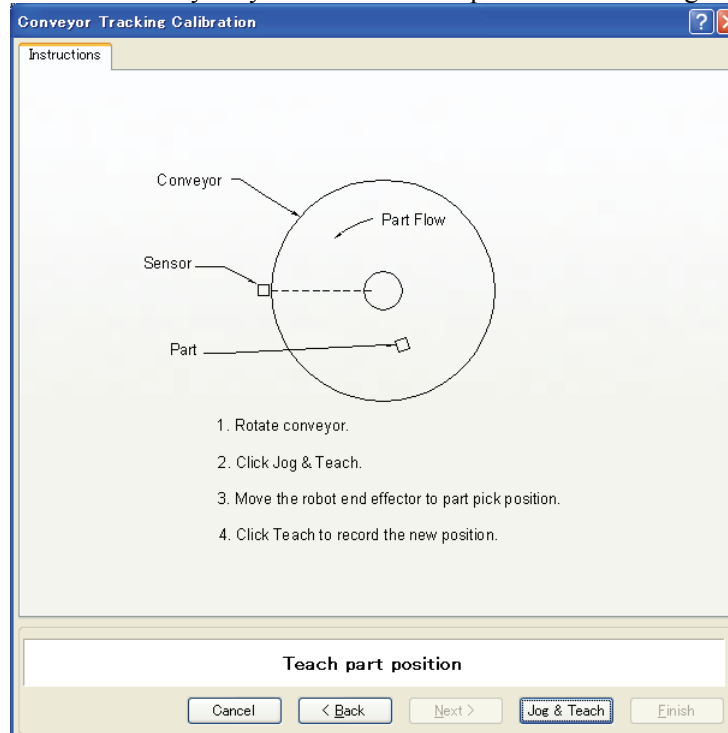 Conveyor Tracking Calibration
Instructions
Conveyor
Part Flow
Sensor
Part
1. Rotate conveyor.
2. Click Jog & Teach.
3. Move the robot end effector to part pick position.
4. Click Teach to record the new position.
Teach part position
Cancel
< Back
Next >
Jog & Teach
Finish